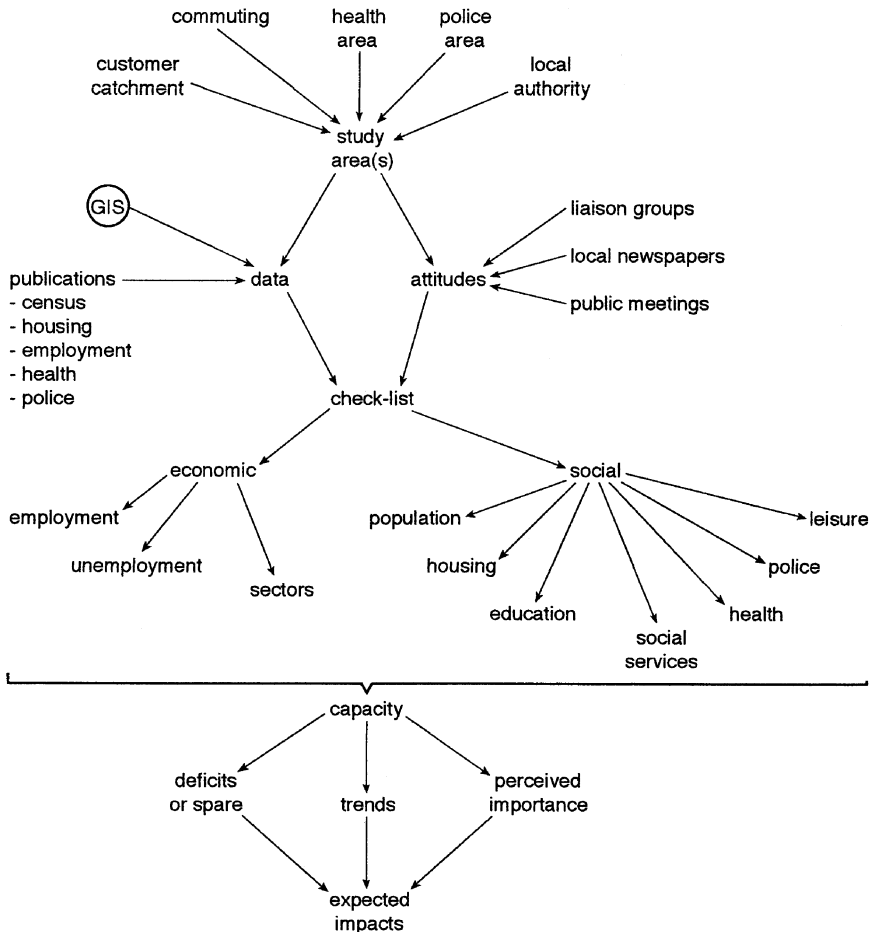 commuting
health
area
police
area
customer
catchment
local
authority
study
area(s)
GIS
liaison groups
local newspapers
public meetings
publications
- census
- housing
- employment
- health
- police
data
attitudes
check-list
economic
social
employment
unemployment
sectors
population
housing
education
social
services
health
police
leisure
capacity
deficits
or spare
trends
perceived
importance
expected
impacts